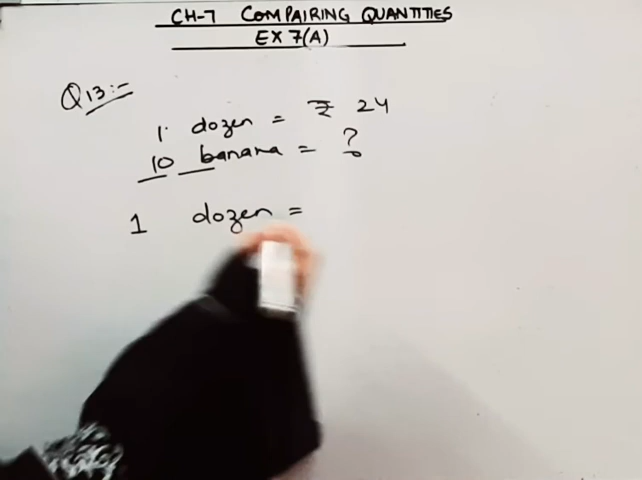 CH-7 COMPAIRING QUANTITIES
EX 7(A)
Q13:-
1. dozen = ₹ 24
10 banana = ?
1 dozen =